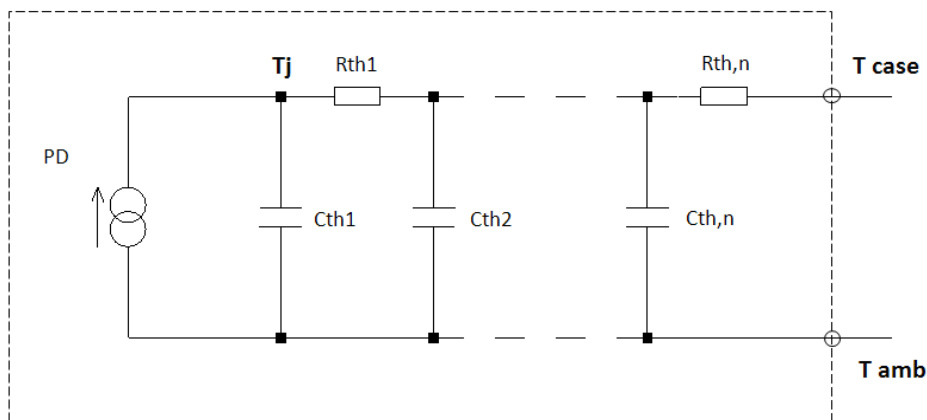 Tj
Rth1
Rth,n
T case
PD
Cth1
Cth2
Cth,n
T amb